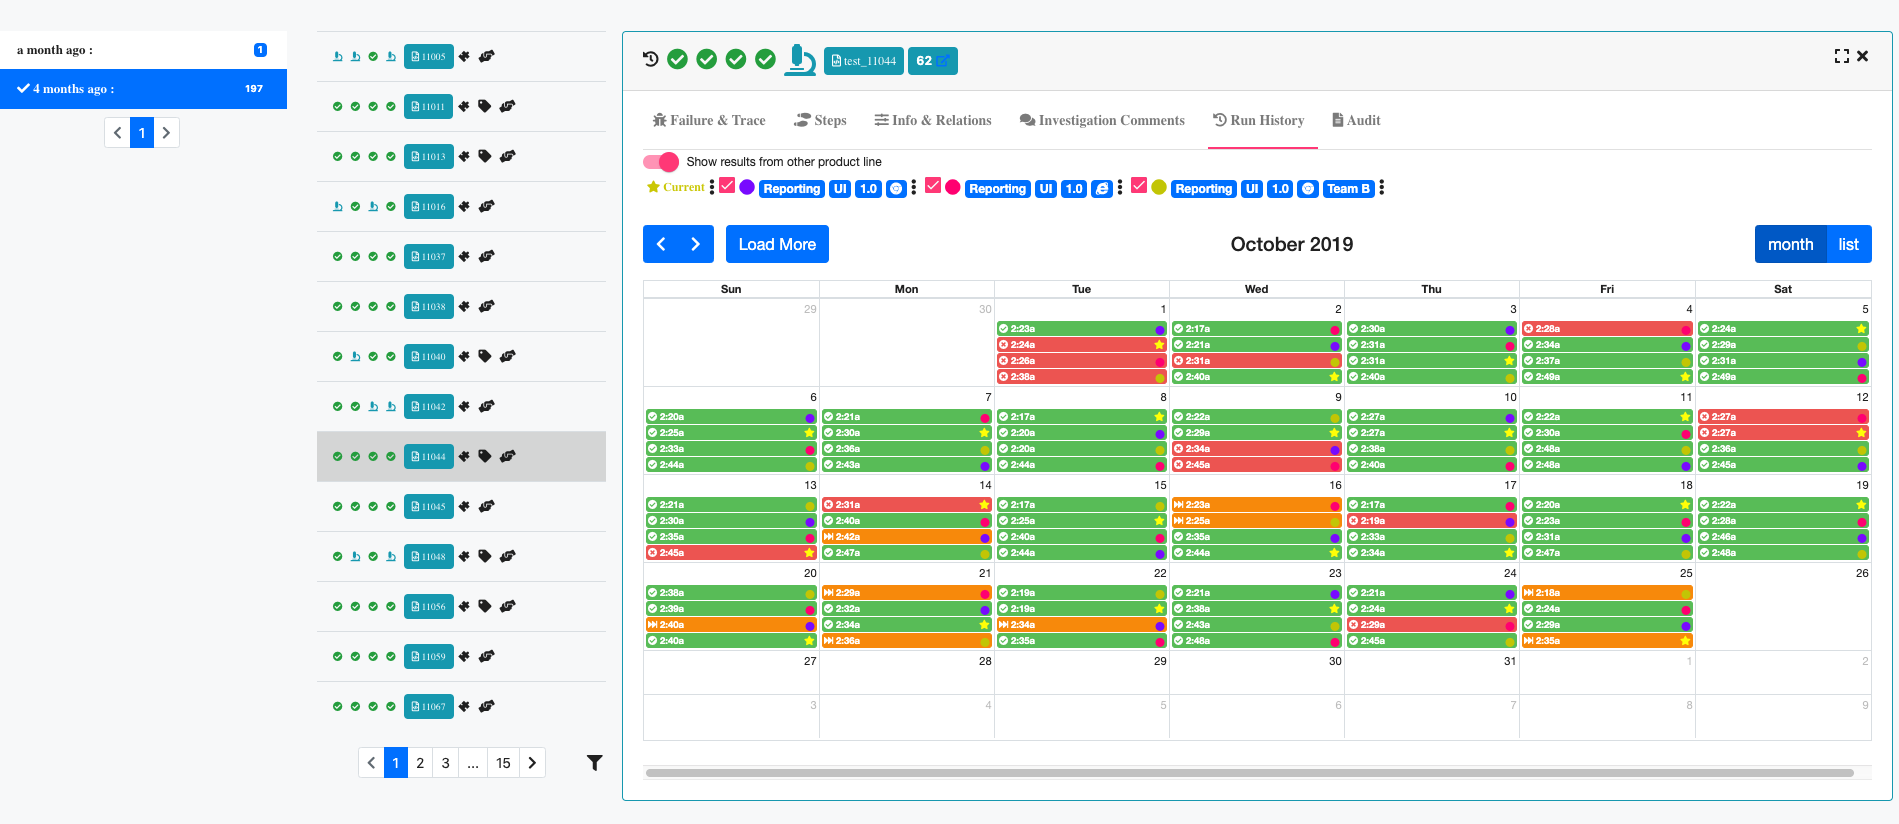 a month ago : 1
4 months ago : 197
1
11005
11011
11013
11016
11037
11038
11040
11042
11044
11045
11048
11056
11059
11067
1 2 3 ... 15
test_11044 62
Failure & Trace Steps Info & Relations Investigation Comments Run History Audit
Show results from other product line
Current Reporting UI 1.0 Reporting UI 1.0 Reporting UI 1.0 Team B
Load More October 2019 month list
Sun Mon Tue Wed Thu Fri Sat
29 30 1 2 3 4 5
2:23a 2:17a 2:30a 2:28a 2:24a
2:24a 2:21a 2:31a 2:34a 2:29a
2:26a 2:31a 2:31a 2:37a 2:31a
2:38a 2:40a 2:40a 2:49a 2:49a
6 7 8 9 10 11 12
2:20a 2:21a 2:17a 2:22a 2:27a 2:22a 2:27a
2:25a 2:30a 2:20a 2:29a 2:27a 2:30a 2:27a
2:33a 2:36a 2:20a 2:34a 2:38a 2:48a 2:36a
2:44a 2:43a 2:44a 2:45a 2:40a 2:48a 2:45a
13 14 15 16 17 18 19
2:21a 2:31a 2:17a 2:23a 2:17a 2:20a 2:22a
2:30a 2:40a 2:25a 2:25a 2:19a 2:23a 2:28a
2:35a 2:42a 2:40a 2:35a 2:33a 2:31a 2:46a
2:45a 2:47a 2:44a 2:44a 2:34a 2:47a 2:48a
20 21 22 23 24 25 26
2:38a 2:29a 2:19a 2:21a 2:21a 2:18a
2:39a 2:32a 2:19a 2:38a 2:24a 2:24a
2:40a 2:34a 2:34a 2:43a 2:29a 2:29a
2:40a 2:36a 2:35a 2:48a 2:45a 2:35a
27 28 29 30 31 1 2
3 4 5 6 7 8 9